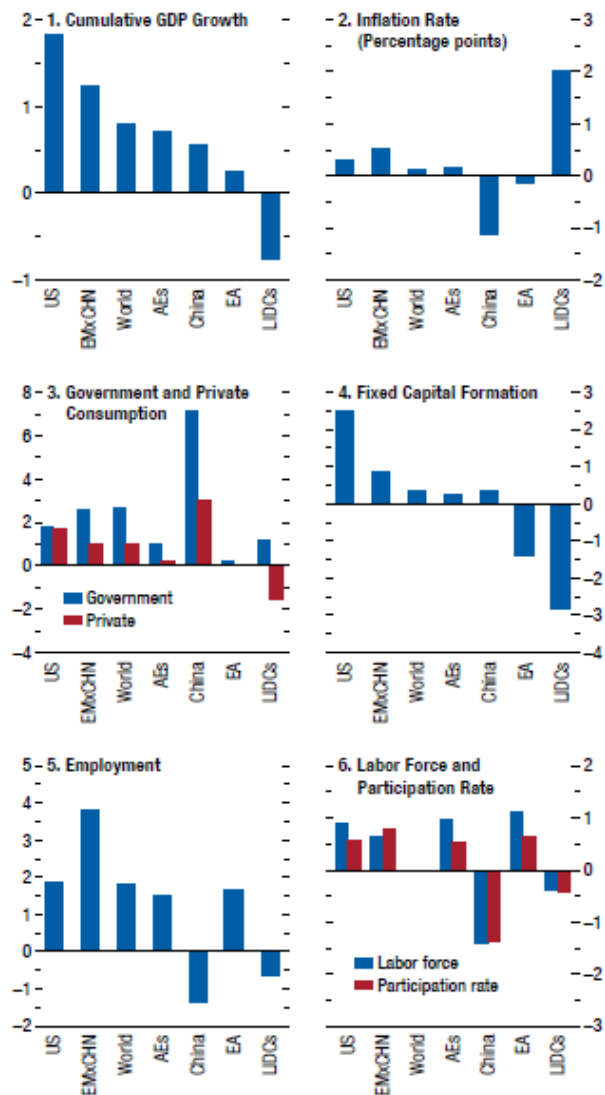 1. Cumulative GDP Growth
2
1
0
−1
US
EMxCHN
World
AEs
China
EA
LIDCs
2. Inflation Rate
(Percentage points)
3
2
1
0
−1
−2
US
EMxCHN
World
AEs
China
EA
LIDCs
3. Government and Private
Consumption
8
6
4
2
0
−2
−4
Government
Private
US
EMxCHN
World
AEs
China
EA
LIDCs
4. Fixed Capital Formation
3
2
1
0
−1
−2
−3
−4
US
EMxCHN
World
AEs
China
EA
LIDCs
5. Employment
5
4
3
2
1
0
−1
−2
US
EMxCHN
World
AEs
China
EA
LIDCs
6. Labor Force and
Participation Rate
2
1
0
−1
−2
−3
Labor force
Participation rate
US
EMxCHN
World
AEs
China
EA
LIDCs